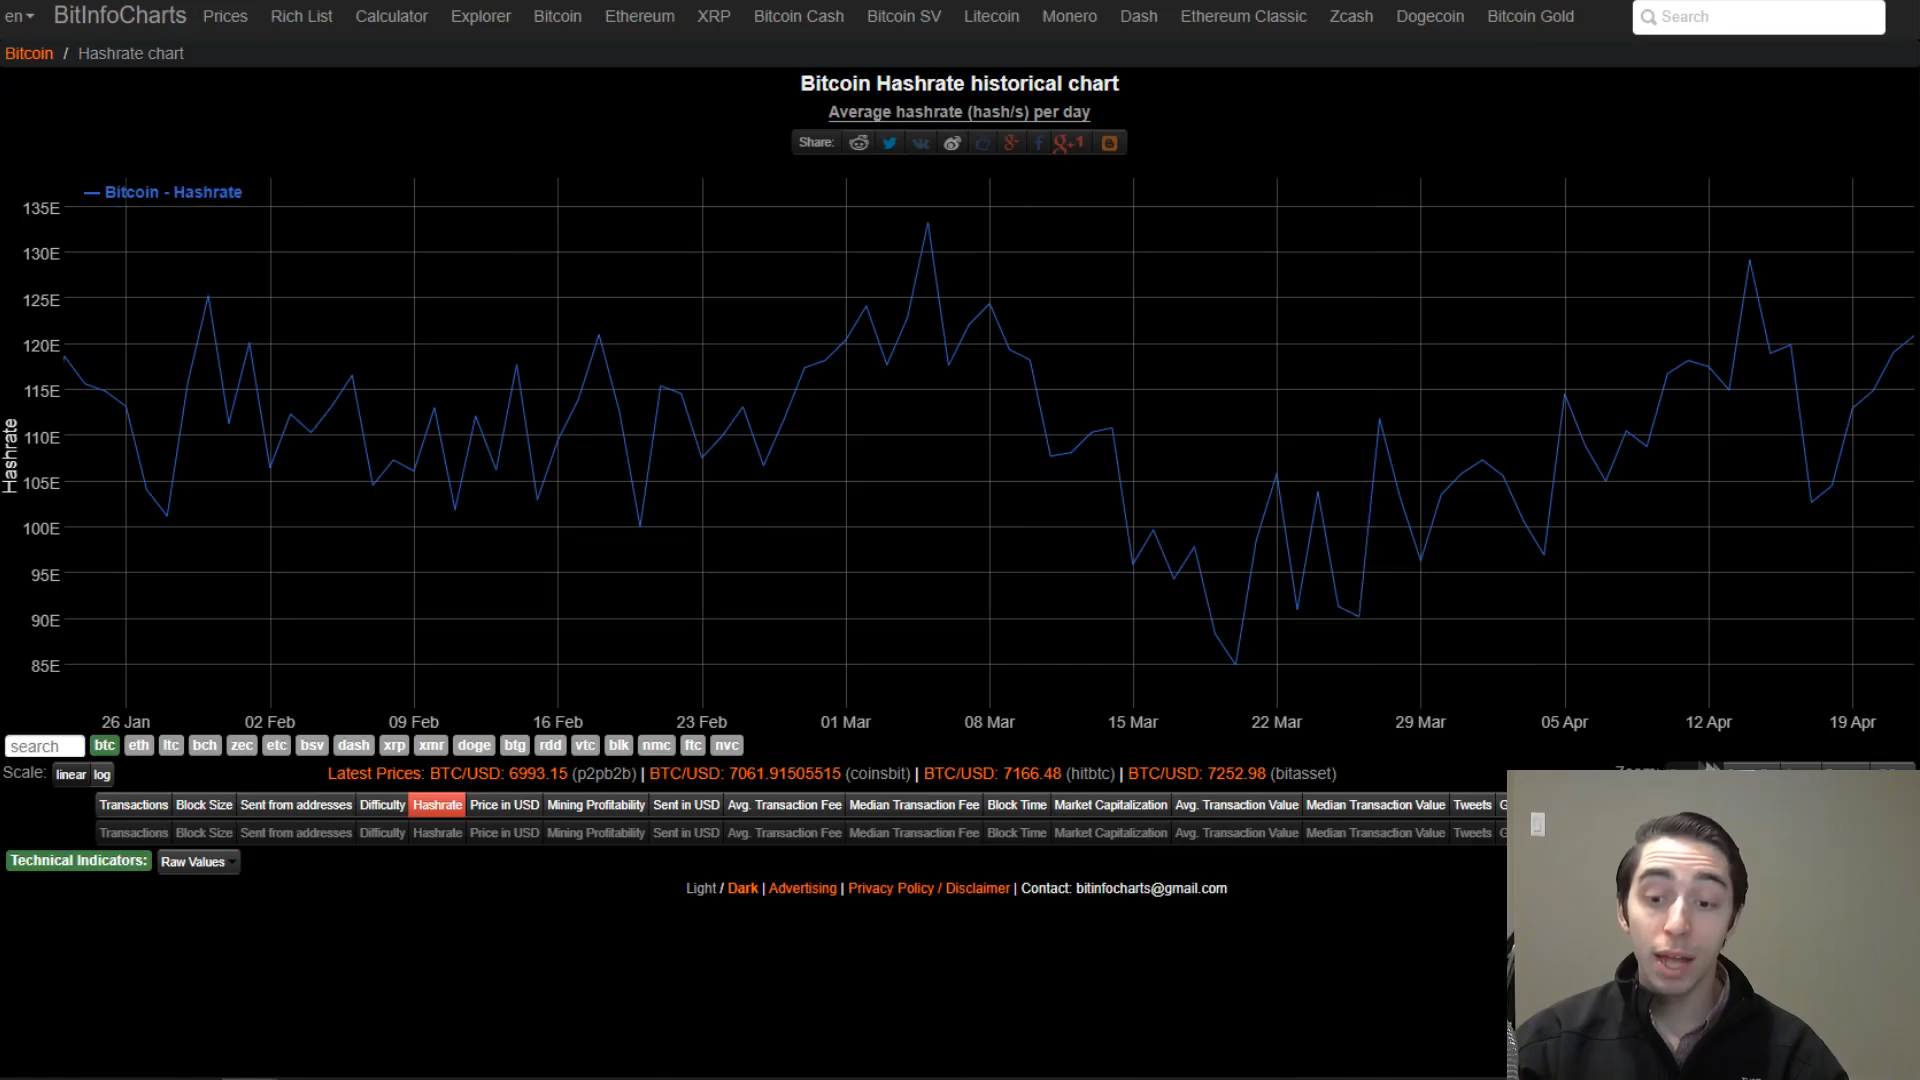 en BitInfoCharts Prices Rich List Calculator Explorer Bitcoin Ethereum XRP Bitcoin Cash Bitcoin SV Litecoin Monero Dash Ethereum Classic Zcash Dogecoin Bitcoin Gold Search
Bitcoin / Hashrate chart
Bitcoin Hashrate historical chart
Average hashrate (hash/s) per day
Share: g+ f g+1
Bitcoin - Hashrate
135E
130E
125E
120E
115E
110E
105E
100E
95E
90E
85E
Hashrate
26 Jan 02 Feb 09 Feb 16 Feb 23 Feb 01 Mar 08 Mar 15 Mar 22 Mar 29 Mar 05 Apr 12 Apr 19 Apr
search btc eth ltc bch zec etc bsv dash xrp xmr doge btg rdd vtc blk nmc ftc nvc
Scale: linear log Latest Prices: BTC/USD: 6993.15 (p2pb2b) | BTC/USD: 7061.91505515 (coinsbit) | BTC/USD: 7166.48 (hitbtc) | BTC/USD: 7252.98 (bitasset)
Transactions Block Size Sent from addresses Difficulty Hashrate Price in USD Mining Profitability Sent in USD Avg. Transaction Fee Median Transaction Fee Block Time Market Capitalization Avg. Transaction Value Median Transaction Value Tweets G
Transactions Block Size Sent from addresses Difficulty Hashrate Price in USD Mining Profitability Sent in USD Avg. Transaction Fee Median Transaction Fee Block Time Market Capitalization Avg. Transaction Value Median Transaction Value Tweets G
Technical Indicators: Raw Values
Light / Dark | Advertising | Privacy Policy / Disclaimer | Contact: bitinfocharts@gmail.com